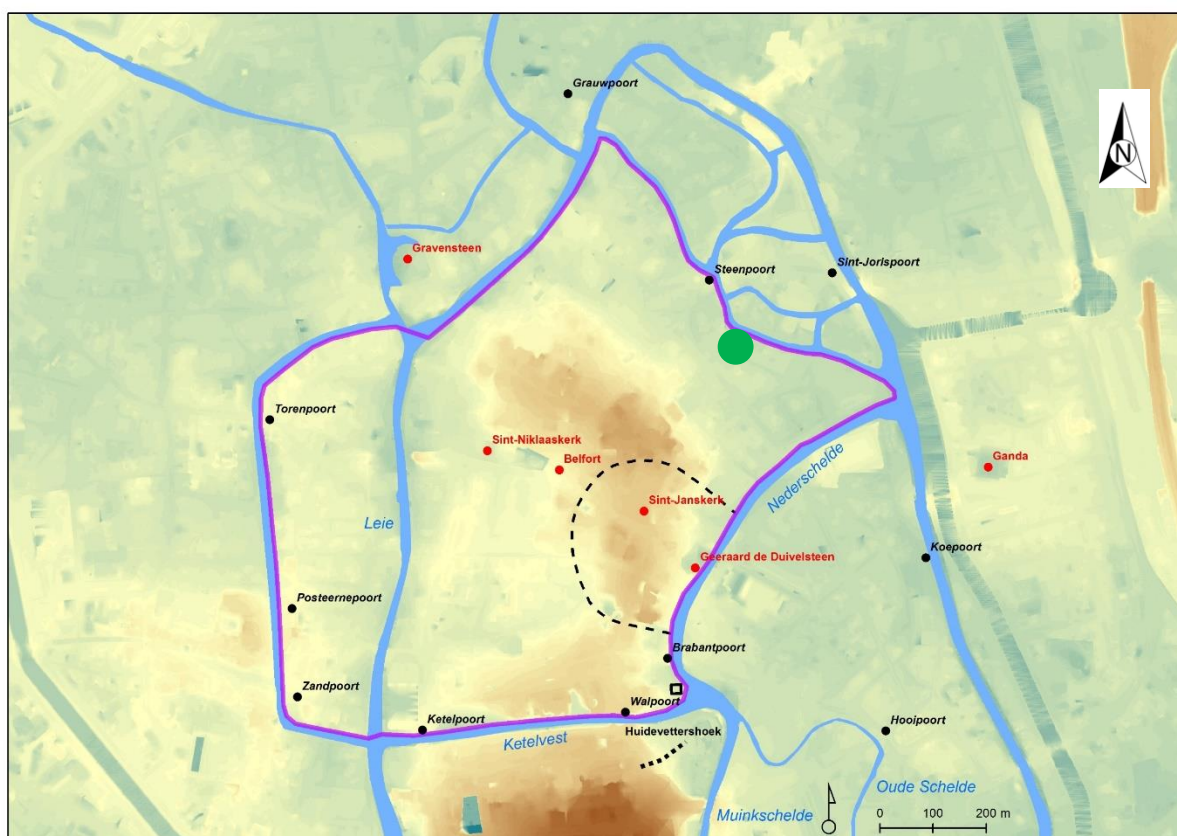 Grauwpoort
N
Gravensteen
Steenpoort
Sint-Jorispoort
Torenpoort
Sint-Niklaaskerk
Belfort
Ganda
Nederschelde
Sint-Janskerk
Leie
Geeraard de Duivelsteen
Koepoort
Posteernepoort
Brabantpoort
Zandpoort
Walpoort
Ketelpoort
Huidevettershoek
Hooipoort
Ketelvest
Muinkschelde
Oude Schelde
0 100 200 m